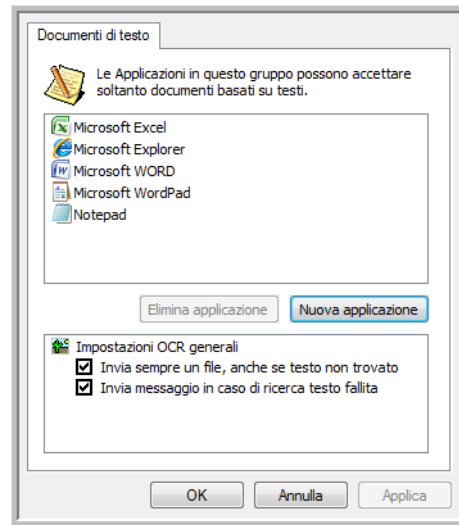 Documenti di testo
Le Applicazioni in questo gruppo possono accettare
soltanto documenti basati su testi.
Microsoft Excel
Microsoft Explorer
Microsoft WORD
Microsoft WordPad
Notepad
Elimina applicazione
Nuova applicazione
Impostazioni OCR generali
Invia sempre un file, anche se testo non trovato
Invia messaggio in caso di ricerca testo fallita
OK
Annulla
Applica